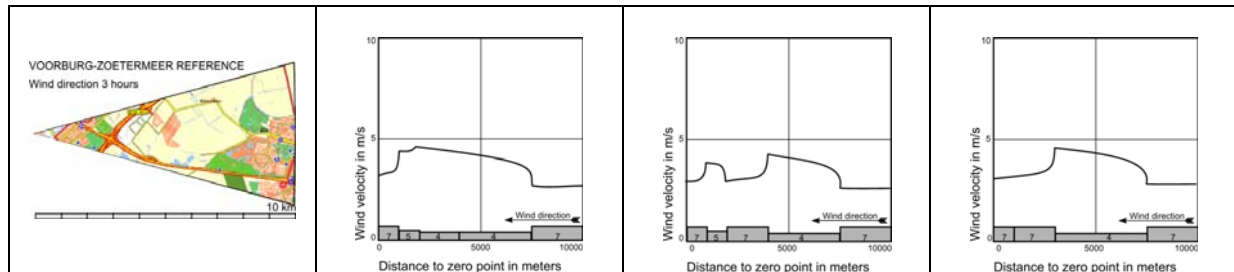 VOORBURG-ZOETERMEER REFERENCE
Wind direction 3 hours
10 km
Wind velocity in m/s
10
5
0
Wind direction
7 5 4 4 7
0 5000 10000
Distance to zero point in meters
Wind velocity in m/s
10
5
0
Wind direction
7 5 7 4 7
0 5000 10000
Distance to zero point in meters
Wind velocity in m/s
10
5
0
Wind direction
7 7 4 7
0 5000 10000
Distance to zero point in meters